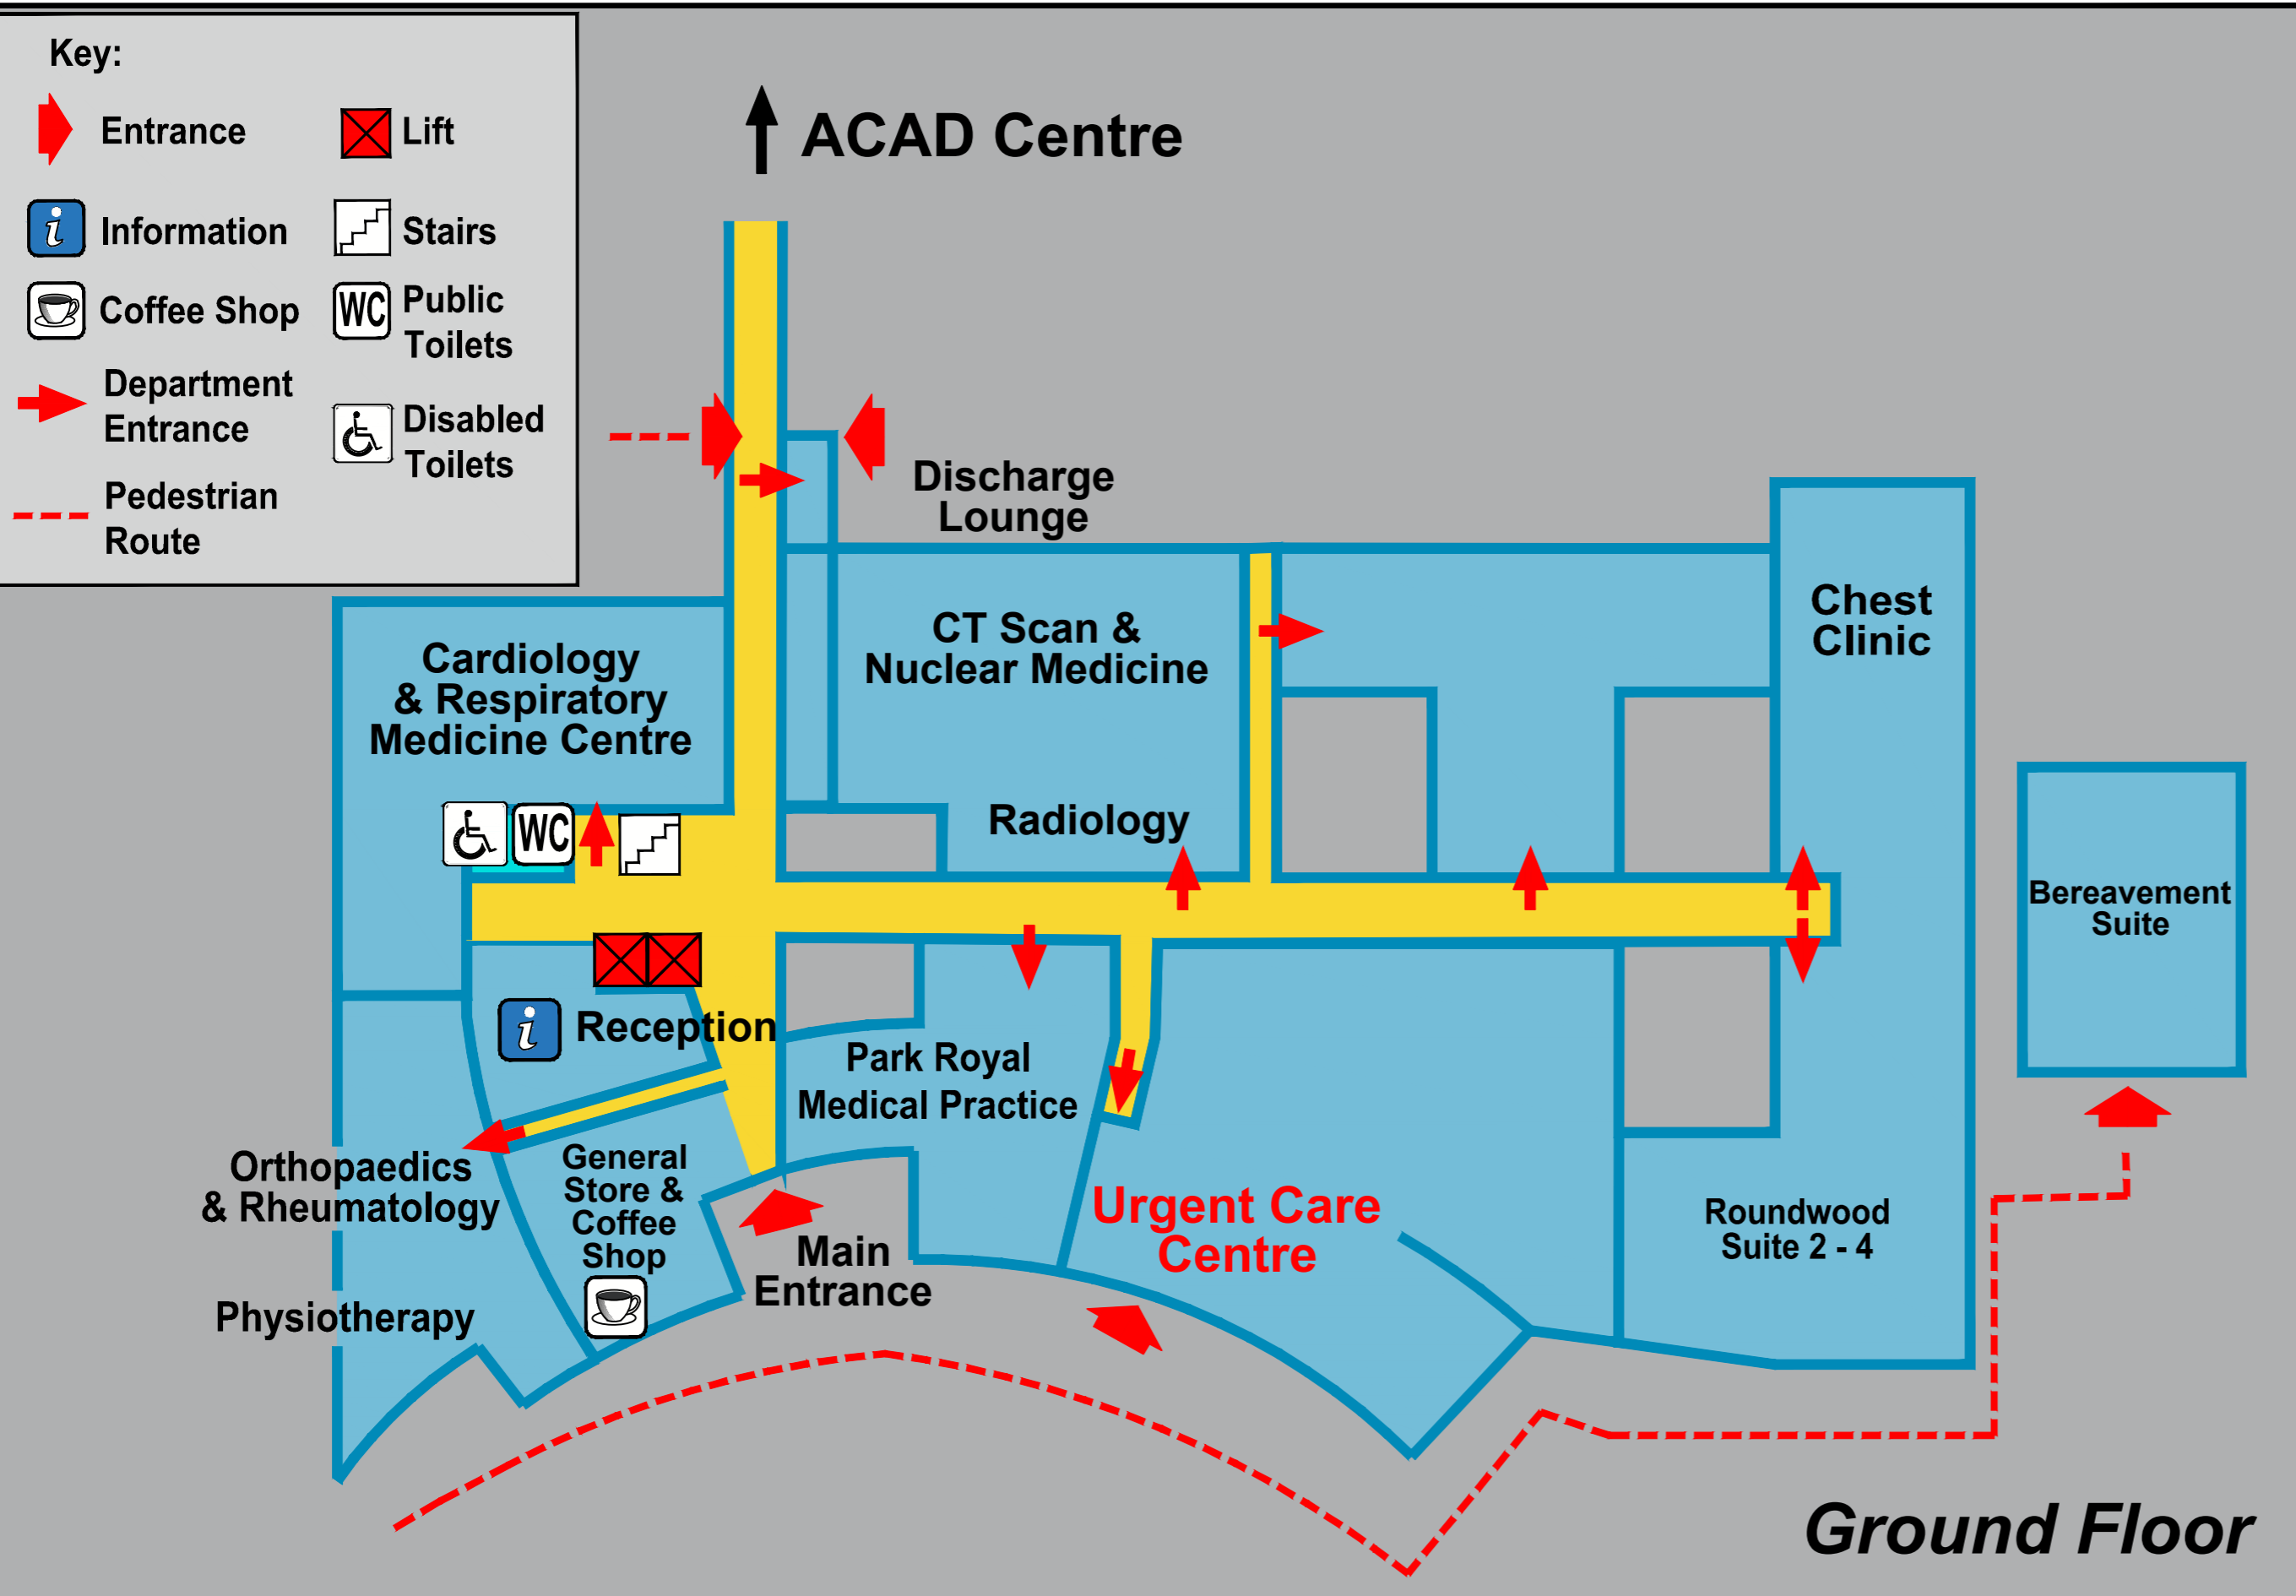 Key:
Entrance
Lift
i
Information
Stairs
Coffee Shop
WC
Public
Toilets
Department
Entrance
Disabled
Toilets
Pedestrian
Route
ACAD Centre
Discharge
Lounge
Chest
Clinic
CT Scan &
Nuclear Medicine
Cardiology
& Respiratory
Medicine Centre
WC
Radiology
Bereavement
Suite
i
Reception
Park Royal
Medical Practice
Orthopaedics
& Rheumatology
General
Store &
Coffee
Shop
Urgent Care
Centre
Roundwood
Suite 2 - 4
Main
Entrance
Physiotherapy
Ground Floor